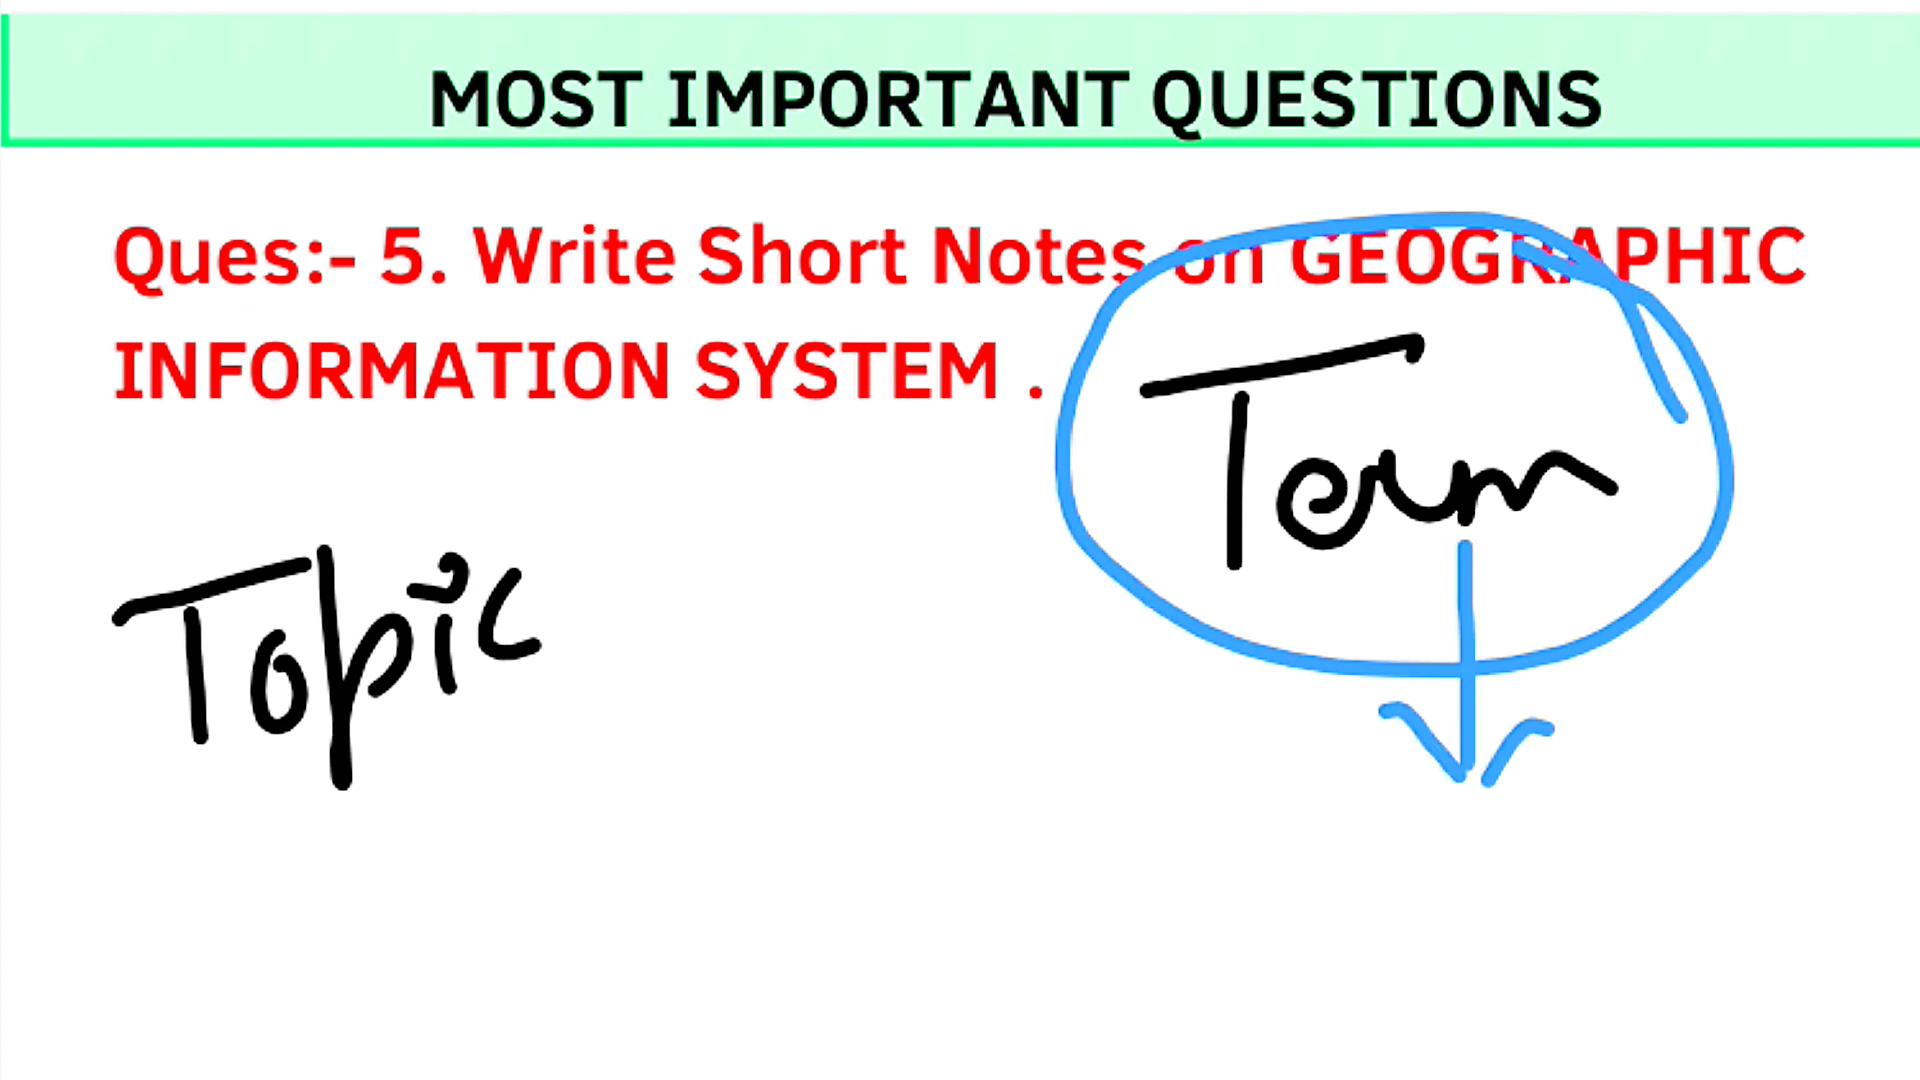 MOST IMPORTANT QUESTIONS
Ques:- 5. Write Short Notes on GEOGRAPHIC
INFORMATION SYSTEM .
Term
Topic